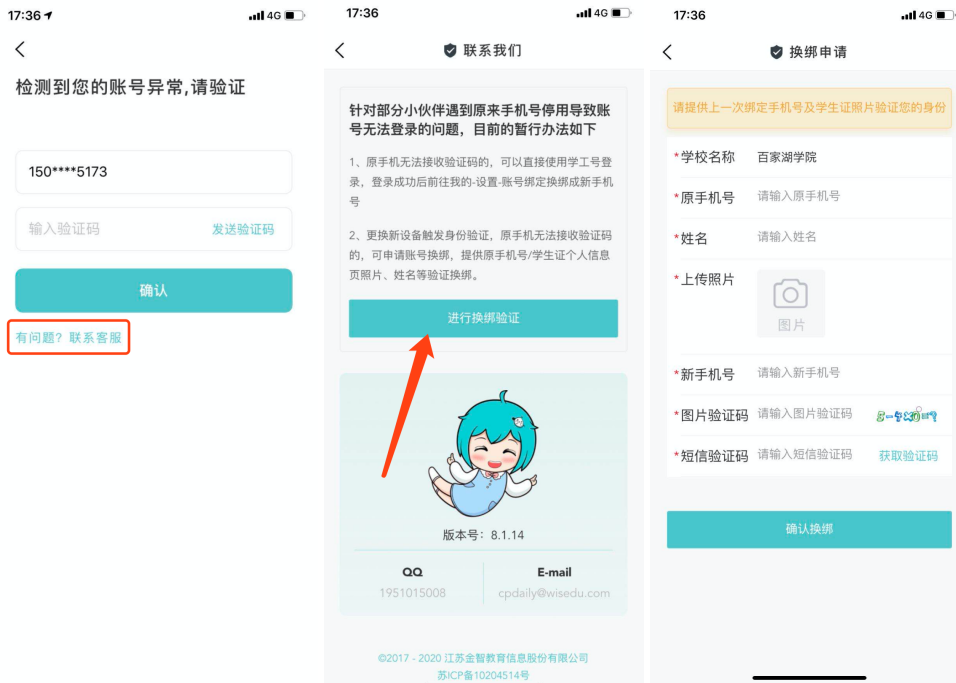 17:36
4G
检测到您的账号异常,请验证
150****5173
输入验证码 发送验证码
确认
有问题? 联系客服
17:36
4G
联系我们
针对部分小伙伴遇到原来手机号停用导致账
号无法登录的问题，目前的暂行办法如下
1、原手机无法接收验证码的，可以直接使用学工号登
录，登录成功后前往我的-设置-账号绑定换绑成新手机
号
2、更换新设备触发身份验证，原手机无法接收验证码
的，可申请账号换绑，提供原手机号/学生证个人信息
页照片、姓名等验证换绑。
进行换绑验证
版本号：8.1.14
QQ
1951015008
E-mail
cpdaily@wisedu.com
©2017 - 2020 江苏金智教育信息股份有限公司
苏ICP备10204514号
17:36
4G
换绑申请
请提供上一次绑定手机号及学生证照片验证您的身份
*学校名称 百家湖学院
*原手机号 请输入原手机号
*姓名 请输入姓名
*上传照片
图片
*新手机号 请输入新手机号
*图片验证码 请输入图片验证码
*短信验证码 请输入短信验证码 获取验证码
确认换绑